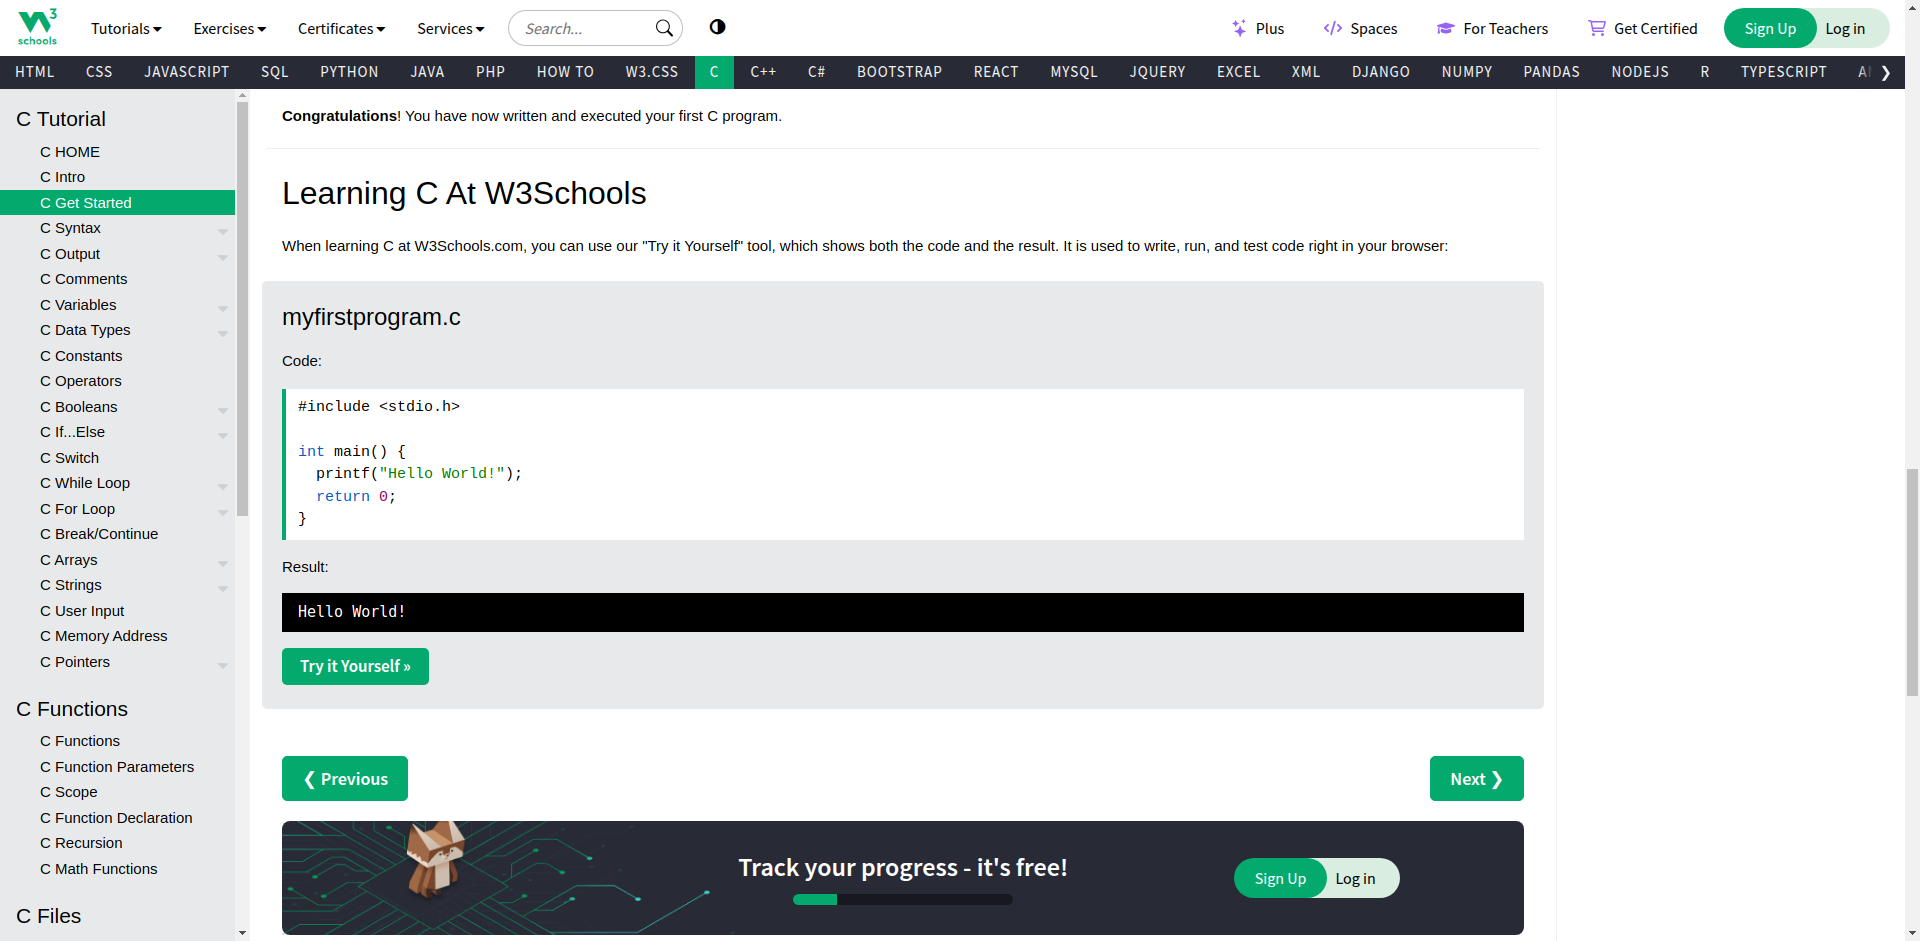 3
schools
Tutorials Exercises Certificates Services Search... Plus Spaces For Teachers Get Certified Sign Up Log in
HTML CSS JAVASCRIPT SQL PYTHON JAVA PHP HOW TO W3.CSS C C++ C# BOOTSTRAP REACT MYSQL JQUERY EXCEL XML DJANGO NUMPY PANDAS NODEJS R TYPESCRIPT ❯
C Tutorial
C HOME
C Intro
C Get Started
C Syntax
C Output
C Comments
C Variables
C Data Types
C Constants
C Operators
C Booleans
C If...Else
C Switch
C While Loop
C For Loop
C Break/Continue
C Arrays
C Strings
C User Input
C Memory Address
C Pointers
C Functions
C Functions
C Function Parameters
C Scope
C Function Declaration
C Recursion
C Math Functions
C Files
Congratulations! You have now written and executed your first C program.
Learning C At W3Schools
When learning C at W3Schools.com, you can use our "Try it Yourself" tool, which shows both the code and the result. It is used to write, run, and test code right in your browser:
myfirstprogram.c
Code:
#include <stdio.h>
int main() {
  printf("Hello World!");
  return 0;
}
Result:
Hello World!
Try it Yourself »
❮ Previous
Next ❯
Track your progress - it's free!
Sign Up Log in